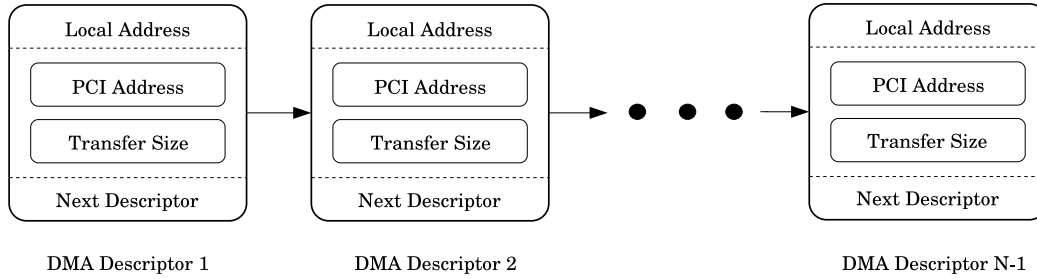 Local Address
PCI Address
Transfer Size
Next Descriptor
DMA Descriptor 1
Local Address
PCI Address
Transfer Size
Next Descriptor
DMA Descriptor 2
Local Address
PCI Address
Transfer Size
Next Descriptor
DMA Descriptor N-1